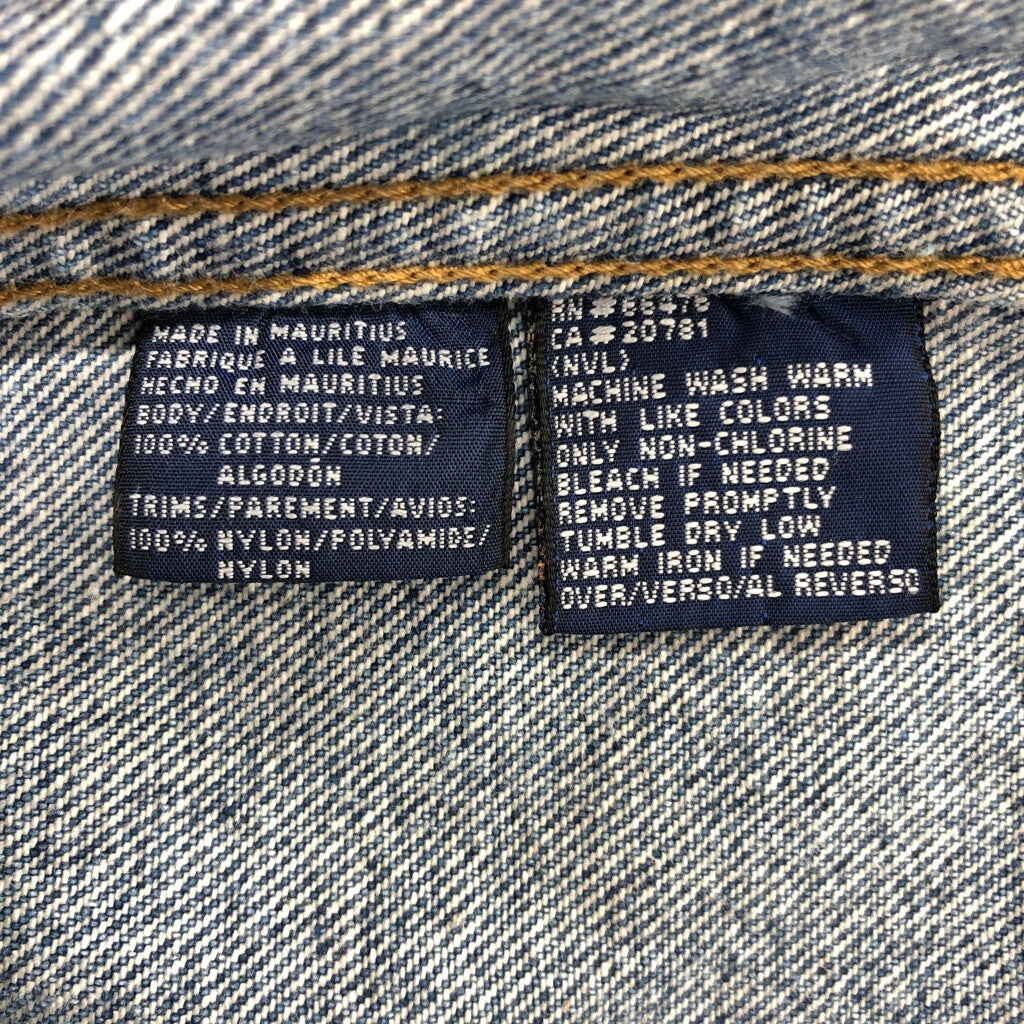 MADE IN MAURITIUS
FABRIQUE A LILE MAURICE
HECHO EN MAURITIUS
BODY/ENDROIT/VISTA:
100% COTTON/COTON/
ALGODÓN
TRIMS/PAREMENT/AVIOS:
100% NYLON/POLYAMIDE/
NYLON
RN #
CA #20781
(NVL)
MACHINE WASH WARM
WITH LIKE COLORS
ONLY NON-CHLORINE
BLEACH IF NEEDED
REMOVE PROMPTLY
TUMBLE DRY LOW
WARM IRON IF NEEDED
OVER/VERSO/AL REVERSO